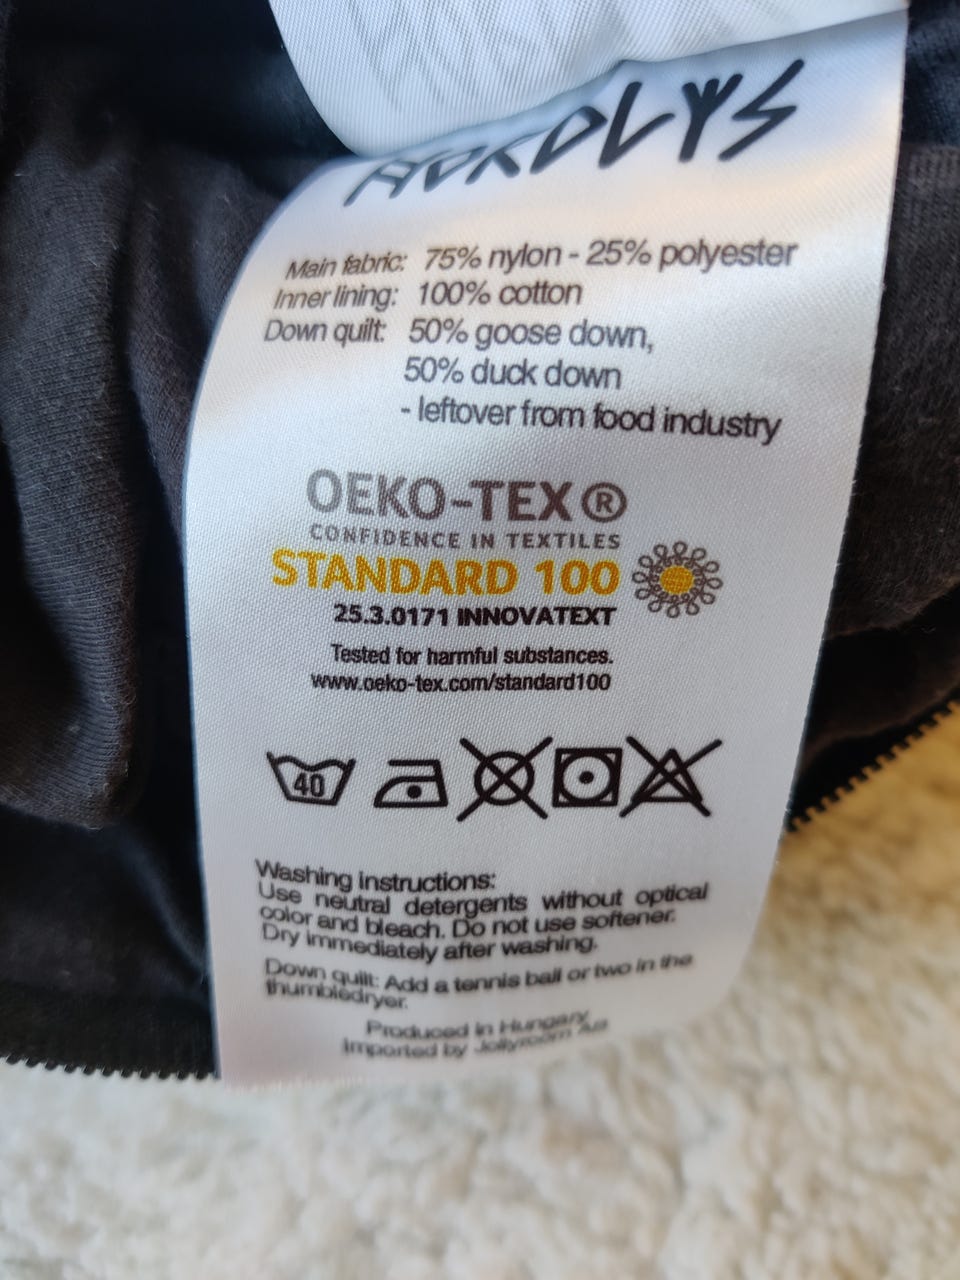 NORDLYS
Main fabric: 75% nylon - 25% polyester
Inner lining: 100% cotton
Down quilt: 50% goose down,
50% duck down
- leftover from food industry
OEKO-TEX®
CONFIDENCE IN TEXTILES
STANDARD 100
25.3.0171 INNOVATEXT
Tested for harmful substances.
www.oeko-tex.com/standard100
40
Washing instructions:
Use neutral detergents without optical
color and bleach. Do not use softener.
Dry immediately after washing.
Down quilt: Add a tennis ball or two in the
thumbledryer.
Produced in Hungary
Imported by Jollyroom AB